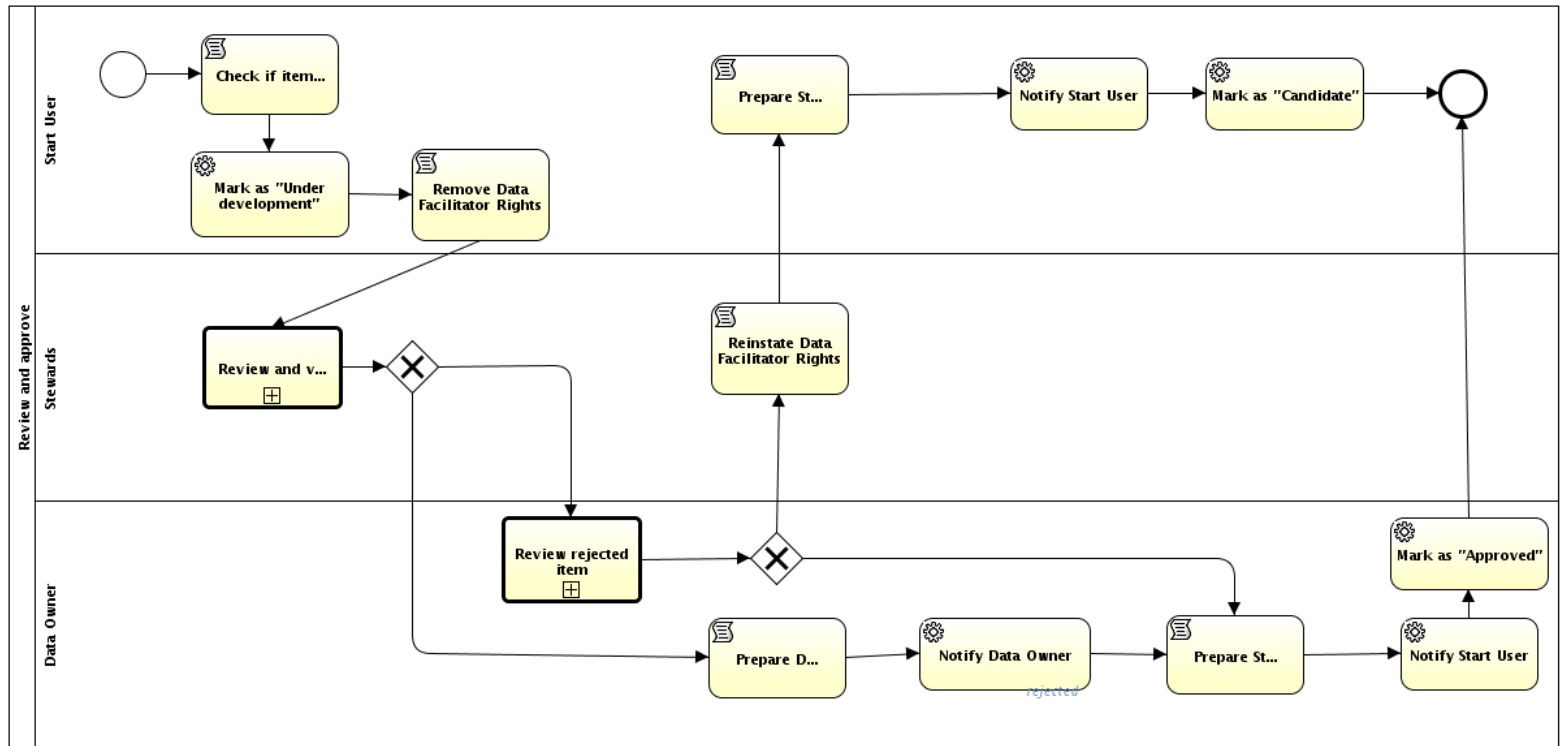 Review and approve
Start User
Check if item...
Mark as "Under
development"
Remove Data
Facilitator Rights
Prepare St...
Notify Start User
Mark as "Candidate"
Stewards
Review and v...
Reinstate Data
Facilitator Rights
Data Owner
Review rejected
item
Prepare D...
Notify Data Owner
rejected
Prepare St...
Notify Start User
Mark as "Approved"